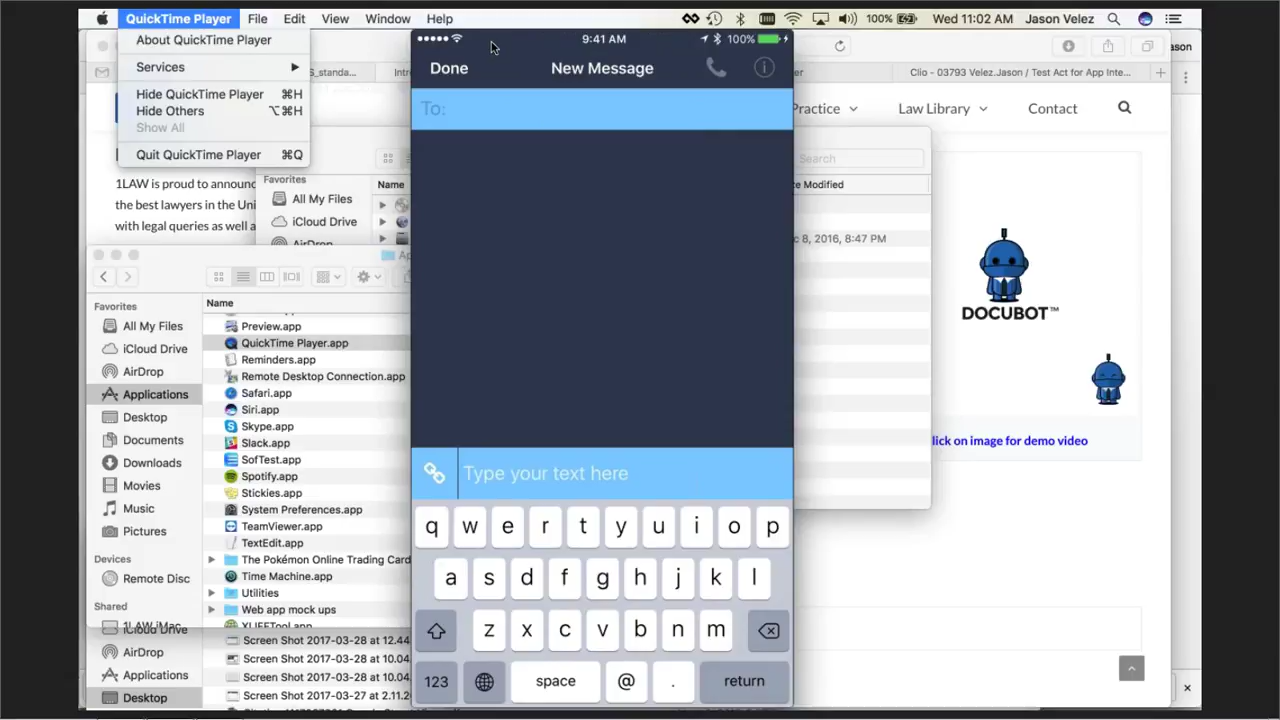 QuickTime Player File Edit View Window Help 100% Wed 11:02 AM Jason Velez
About QuickTime Player
Services
Hide QuickTime Player ⌘H
Hide Others ⌥⌘H
Show All
Quit QuickTime Player ⌘Q
9:41 AM 100%
Done New Message
To:
Type your text here
q w e r t y u i o p
a s d f g h j k l
z x c v b n m
123 space @ . return
ason
S_standa...
Intr
Clio - 03793 Velez.Jason / Test Act for App Inte...
Practice Law Library Contact
Search
1LAW is proud to announ
the best lawyers in the Uni
with legal queries as well a
Favorites
All My Files
iCloud Drive
AirDrop
Name
te Modified
c 8, 2016, 8:47 PM
DOCUBOT™
lick on image for demo video
Ap
Favorites
All My Files
iCloud Drive
AirDrop
Applications
Desktop
Documents
Downloads
Movies
Music
Pictures
Devices
Remote Disc
Shared
1LAW iMac
iCloud Drive
AirDrop
Applications
Desktop
Name
Preview.app
QuickTime Player.app
Reminders.app
Remote Desktop Connection.app
Safari.app
Siri.app
Skype.app
Slack.app
SofTest.app
Spotify.app
Stickies.app
System Preferences.app
TeamViewer.app
TextEdit.app
The Pokémon Online Trading Card
Time Machine.app
Utilities
Web app mock ups
Screen Shot 2017-03-28 at 12.44
Screen Shot 2017-03-28 at 10.04
Screen Shot 2017-03-28 at 10.04
Screen Shot 2017-03-27 at 2.11.2